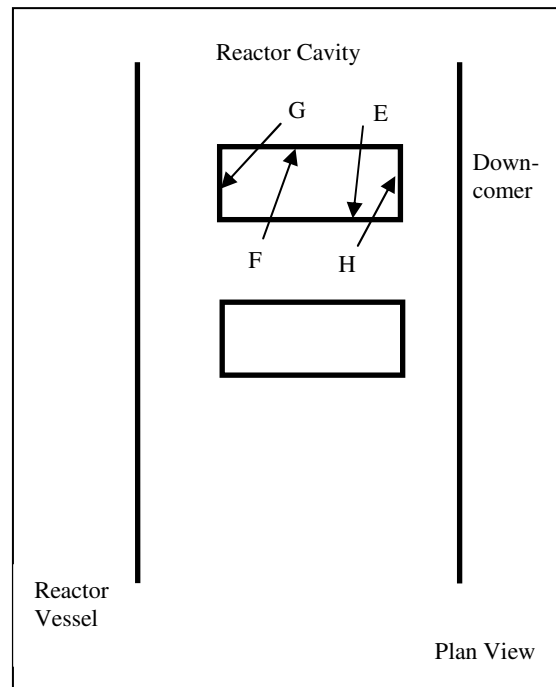 Reactor Cavity
G
E
Down-
comer
F
H
Reactor
Vessel
Plan View